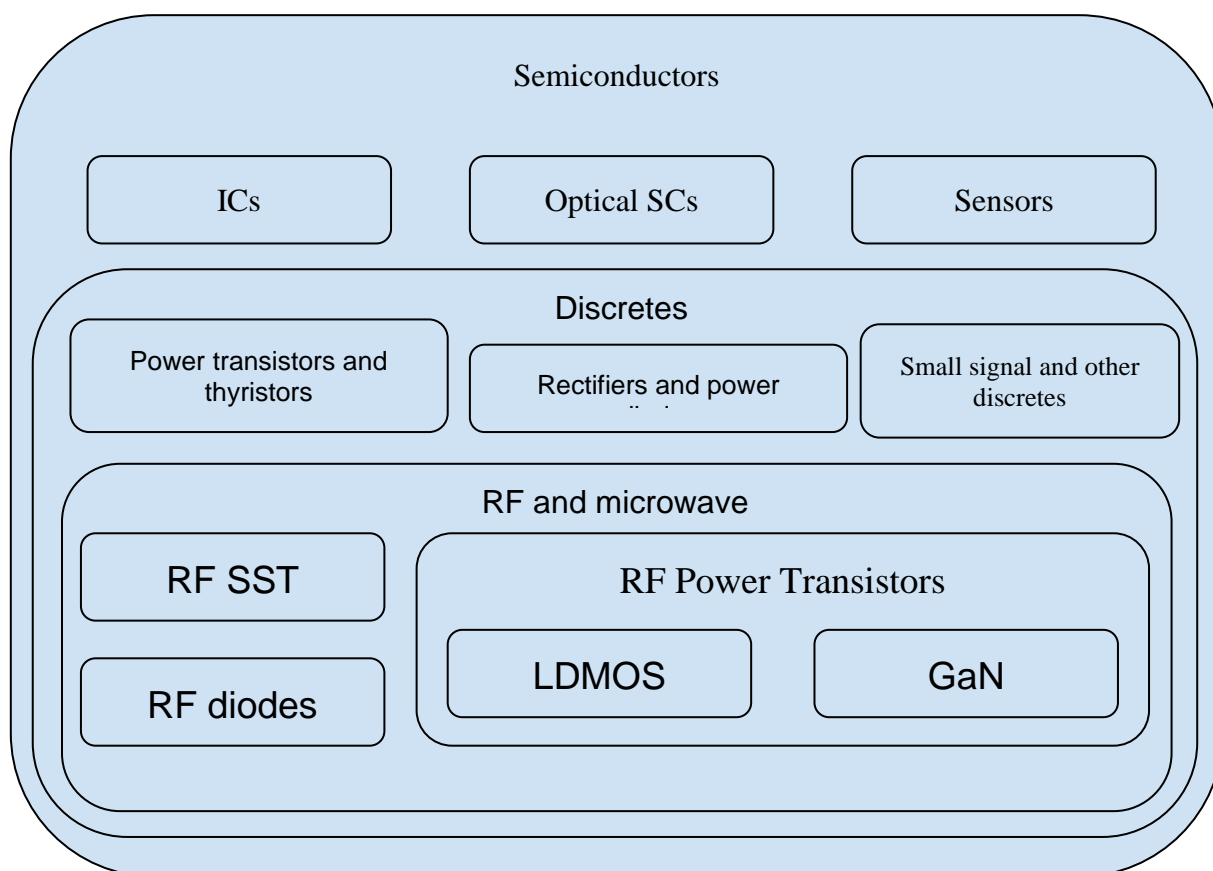 Semiconductors
ICs
Optical SCs
Sensors
Discretes
Power transistors and
thyristors
Rectifiers and power
Small signal and other
discretes
RF and microwave
RF SST
RF Power Transistors
RF diodes
LDMOS
GaN